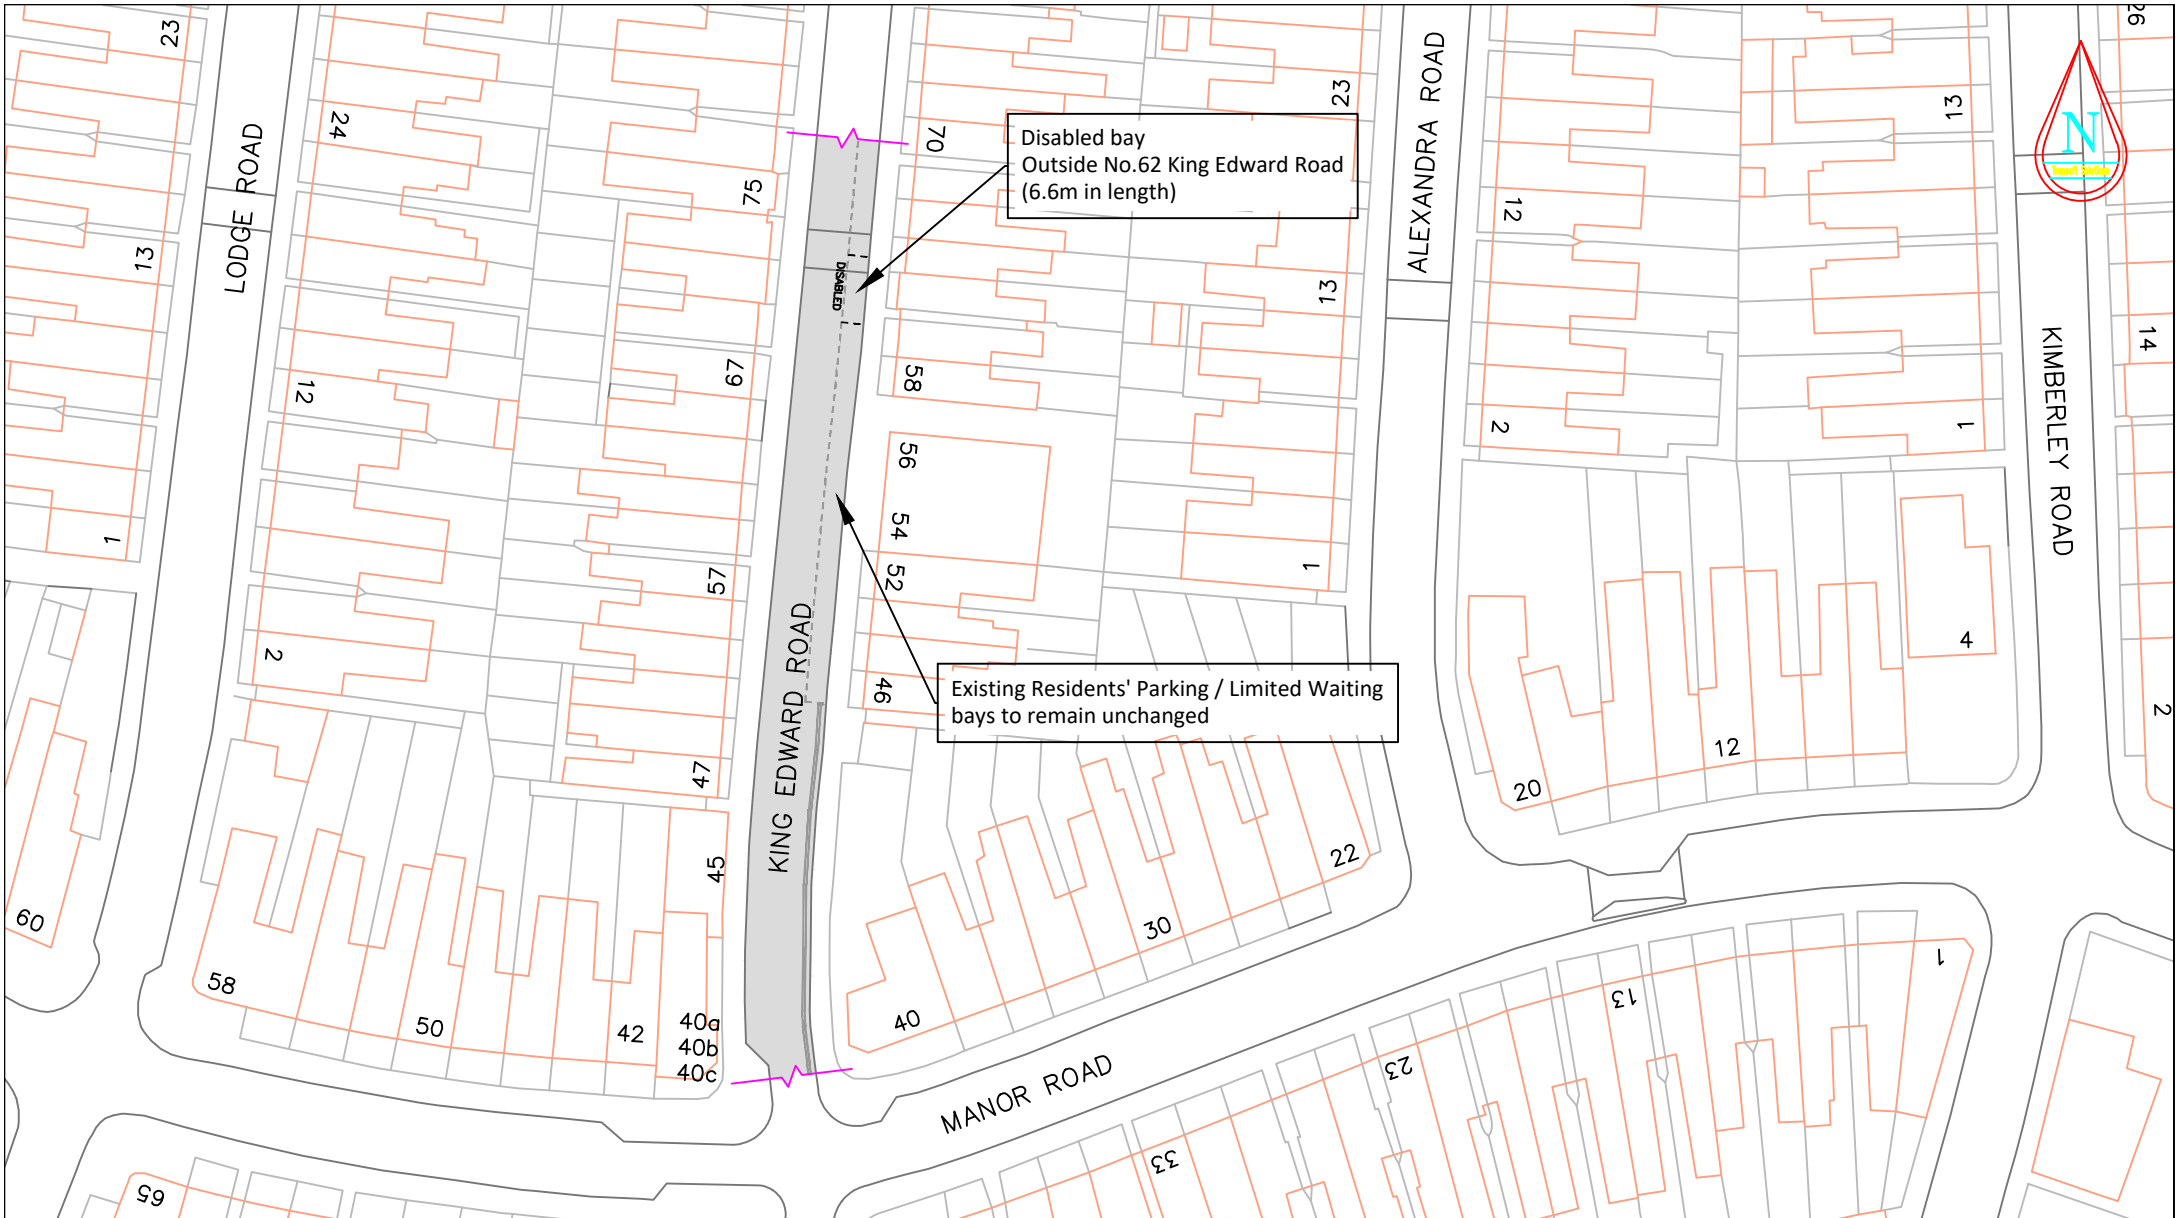 23
LODGE ROAD
24
13
12
1
2
60
58
50
42
40a
40b
40c
45
47
57
67
75
KING EDWARD ROAD
DISABLED
70
Disabled bay
Outside No.62 King Edward Road
(6.6m in length)
58
56
54
52
46
Existing Residents' Parking / Limited Waiting
bays to remain unchanged
23
13
1
ALEXANDRA ROAD
12
2
13
1
KIMBERLEY ROAD
26
N
14
2
4
12
20
22
30
40
MANOR ROAD
1
13
23
33
65